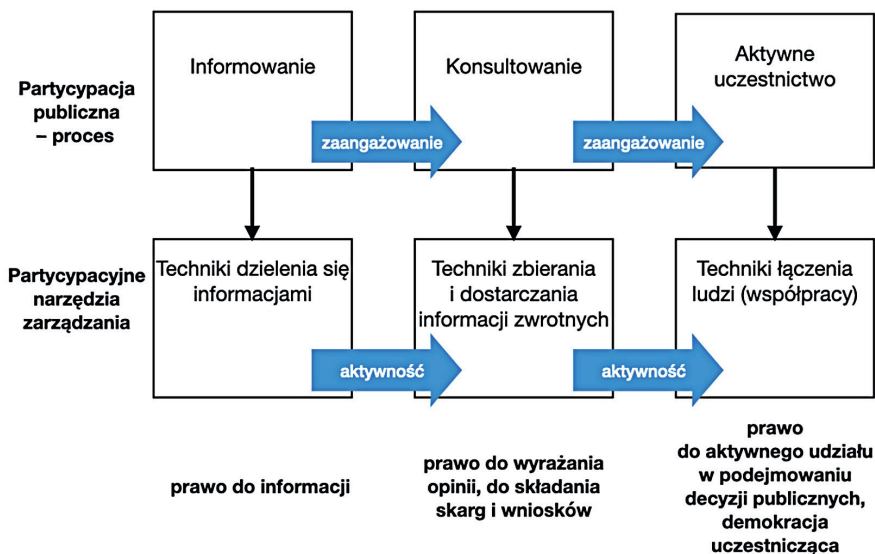 Partycypacja
publiczna
– proces
Informowanie
Konsultowanie
Aktywne
uczestnictwo
zaangażowanie
zaangażowanie
Partycypacyjne
narzędzia
zarządzania
Techniki dzielenia się
informacjami
Techniki zbierania
i dostarczania
informacji zwrotnych
Techniki łączenia
ludzi (współpracy)
aktywność
aktywność
prawo do informacji
prawo do wyrażania
opinii, do składania
skarg i wniosków
prawo
do aktywnego udziału
w podejmowaniu
decyzji publicznych,
demokracja
uczestnicząca